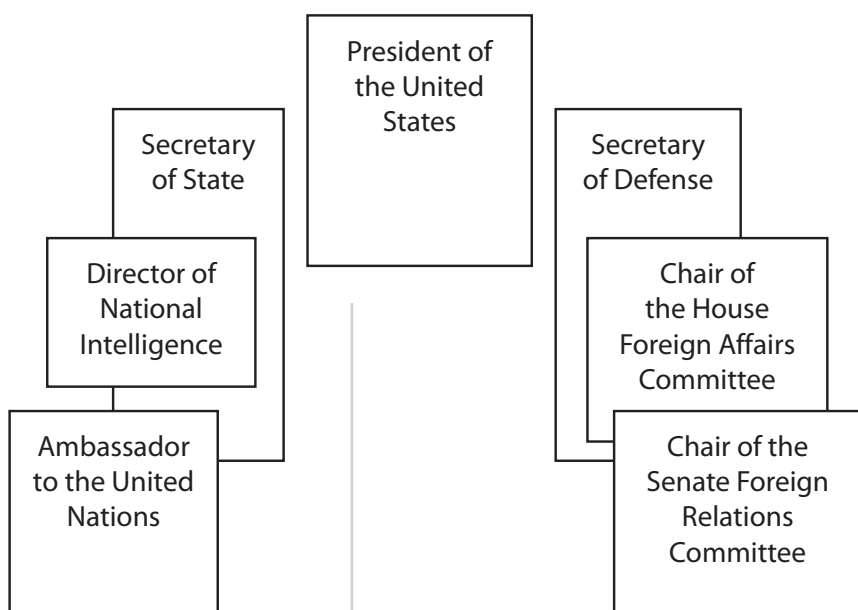 President of
the United
States
Secretary
of State
Secretary
of Defense
Director of
National
Intelligence
Chair of
the House
Foreign Affairs
Committee
Ambassador
to the United
Nations
Chair of the
Senate Foreign
Relations
Committee